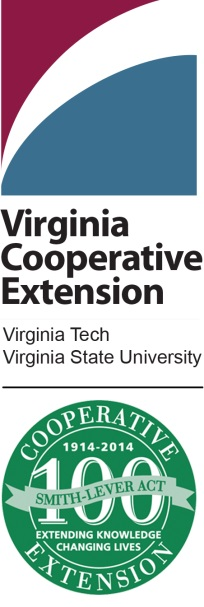 Virginia
Cooperative
Extension
Virginia Tech
Virginia State University
COOPERATIVE
1914-2014
100
SMITH-LEVER ACT
EXTENDING KNOWLEDGE
CHANGING LIVES
EXTENSION